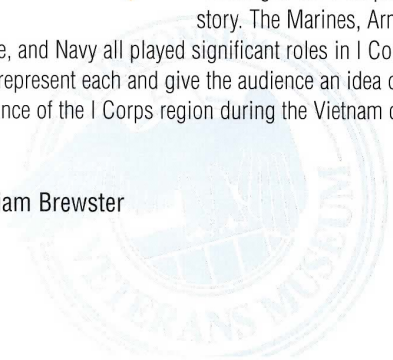 story. The Marines, Arm
e, and Navy all played significant roles in I Co
represent each and give the audience an idea o
nce of the I Corps region during the Vietnam c
am Brewster
VETERANS MUSEUM